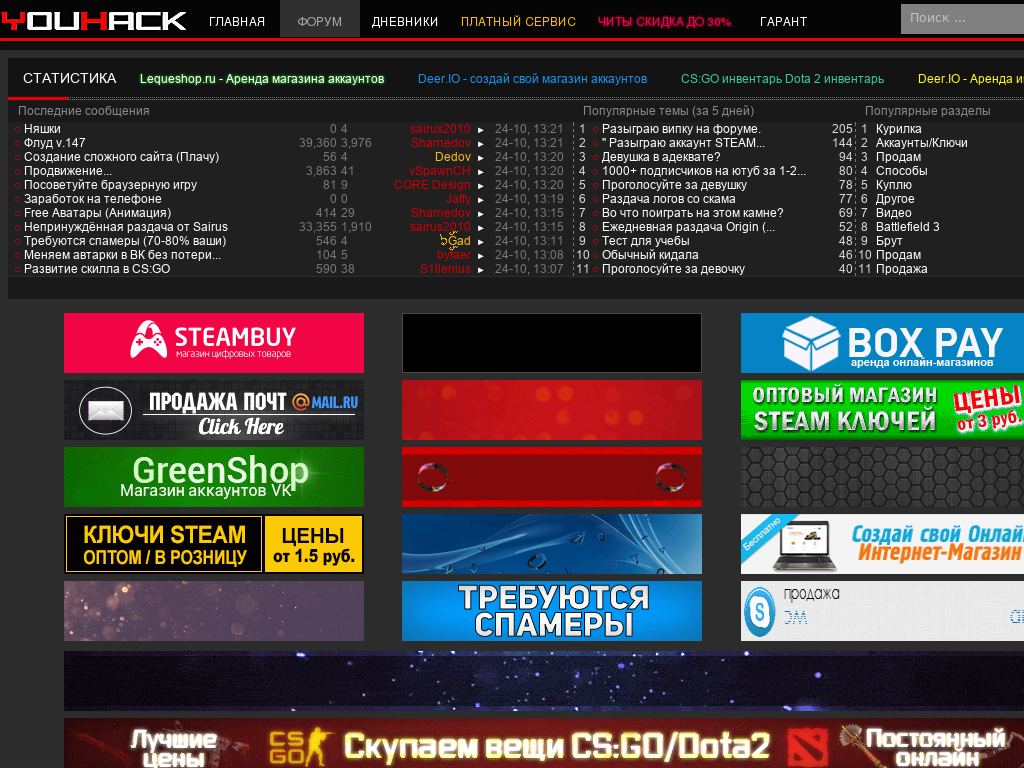 YOUHACK ГЛАВНАЯ ФОРУМ ДНЕВНИКИ ПЛАТНЫЙ СЕРВИС ЧИТЫ СКИДКА ДО 30% ГАРАНТ Поиск ...
СТАТИСТИКА Lequeshop.ru - Аренда магазина аккаунтов Deer.IO - создай свой магазин аккаунтов CS:GO инвентарь Dota 2 инвентарь Deer.IO - Аренда
Последние сообщения Популярные темы (за 5 дней) Популярные разделы
Няшки 0 4 sairus2010 ► 24-10, 13:21 1 Разыграю випку на форуме. 205 1 Курилка
Флуд v.147 39,360 3,976 Shamedov ► 24-10, 13:21 2 " Разыграю аккаунт STEAM... 144 2 Аккаунты/Ключи
Создание сложного сайта (Плачу) 56 4 Dedov ► 24-10, 13:20 3 Девушка в адеквате? 94 3 Продам
Продвижение... 3,863 41 vSpawnCH ► 24-10, 13:20 4 1000+ подписчиков на ютуб за 1-2... 80 4 Способы
Посоветуйте браузерную игру 81 9 CORE Design ► 24-10, 13:20 5 Проголосуйте за девушку 78 5 Куплю
Заработок на телефоне 0 0 Jaffy ► 24-10, 13:19 6 Раздача логов со скама 77 6 Другое
Free Аватары (Анимация) 414 29 Shamedov ► 24-10, 13:15 7 Во что поиграть на этом камне? 69 7 Видео
Непринуждённая раздача от Sairus 33,355 1,910 sairus2010 ► 24-10, 13:15 8 Ежедневная раздача Origin (... 52 8 Battlefield 3
Требуются спамеры (70-80% ваши) 546 4 bGad ► 24-10, 13:11 9 Тест для учебы 48 9 Брут
Меняем автарки в ВК без потери... 104 5 byfaer ► 24-10, 13:08 10 Обычный кидала 46 10 Продам
Развитие скилла в CS:GO 590 38 S1llenius ► 24-10, 13:07 11 Проголосуйте за девочку 40 11 Продажа
STEAMBUY
магазин цифровых товаров
BOX PAY
аренда онлайн-магазинов
ПРОДАЖА ПОЧТ @MAIL.RU
Click Here
ОПТОВЫЙ МАГАЗИН
STEAM КЛЮЧЕЙ
ЦЕНЫ
от 3 руб.
GreenShop
Магазин аккаунтов VK
КЛЮЧИ STEAM
ОПТОМ / В РОЗНИЦУ
ЦЕНЫ
от 1.5 руб.
Бесплатно
Создай свой Онлай
Интернет-Магазин
ТРЕБУЮТСЯ
СПАМЕРЫ
продажа
Лучшие
цены
CS
GO
Скупаем вещи CS:GO/Dota2
Постоянный
онлайн